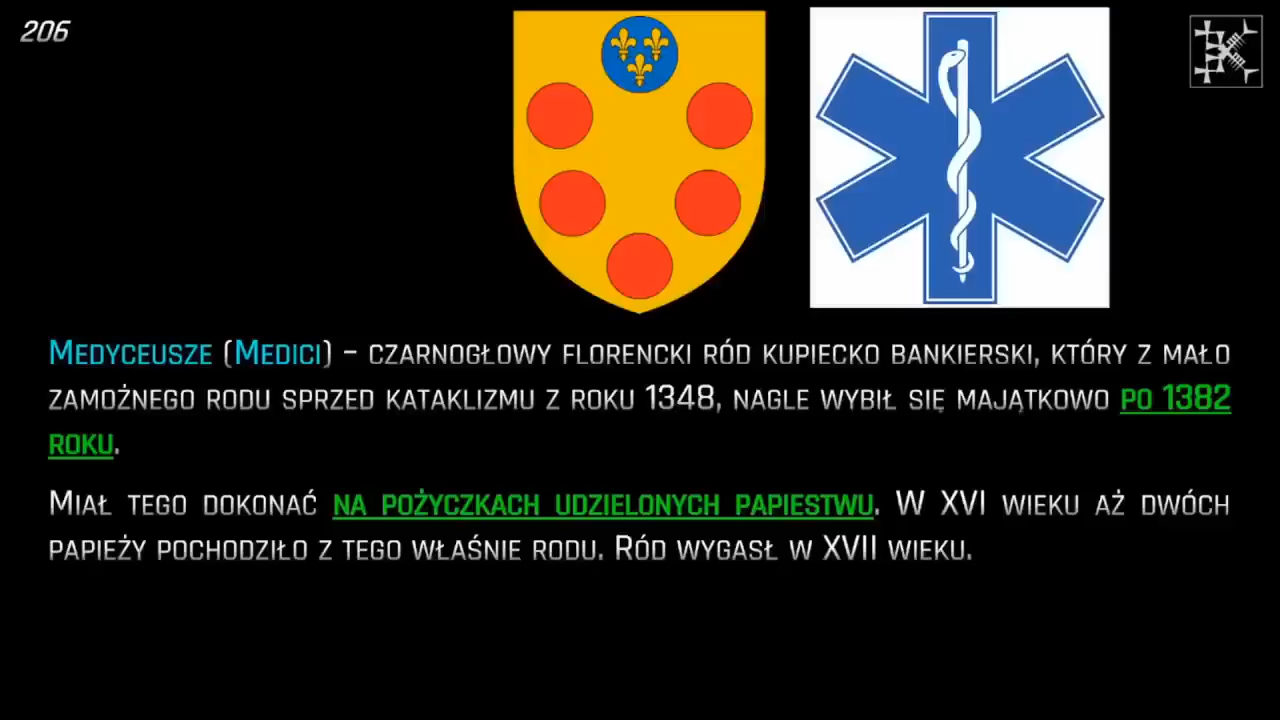 206
Medyceusze (Medici) – czarnogłowy florencki ród kupiecko bankierski, który z mało
zamożnego rodu sprzed kataklizmu z roku 1348, nagle wybił się majątkowo po 1382
roku.
Miał tego dokonać na pożyczkach udzielonych papiestwu. W XVI wieku aż dwóch
papieży pochodziło z tego właśnie rodu. Ród wygasł w XVII wieku.